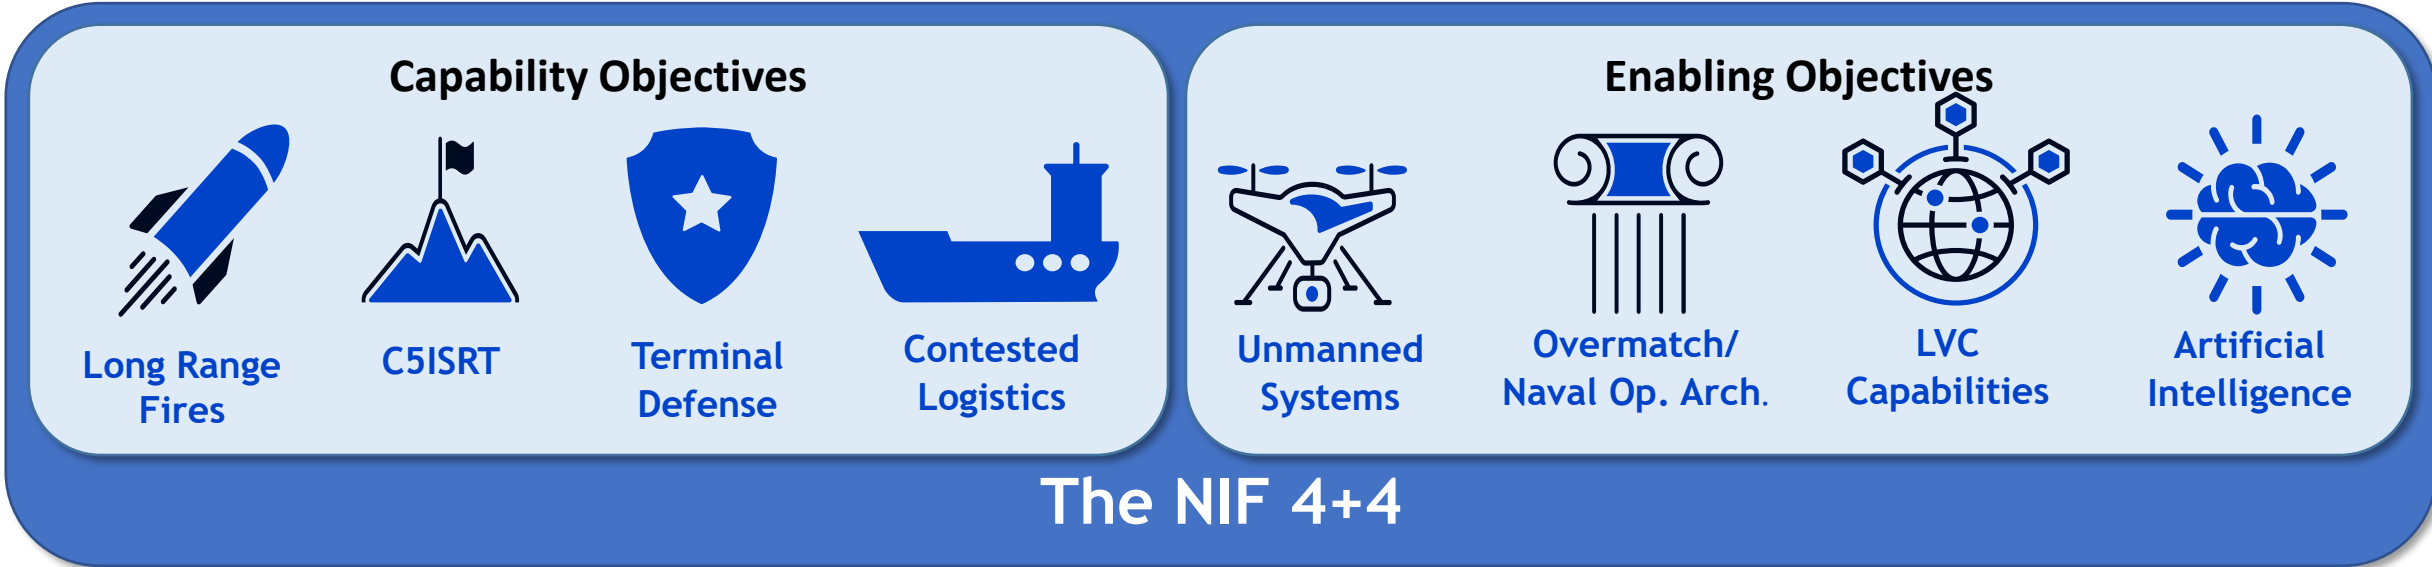 Capability Objectives
Long Range
Fires
C5ISRT
Terminal
Defense
Contested
Logistics
Enabling Objectives
Unmanned
Systems
Overmatch/
Naval Op. Arch.
LVC
Capabilities
Artificial
Intelligence
The NIF 4+4